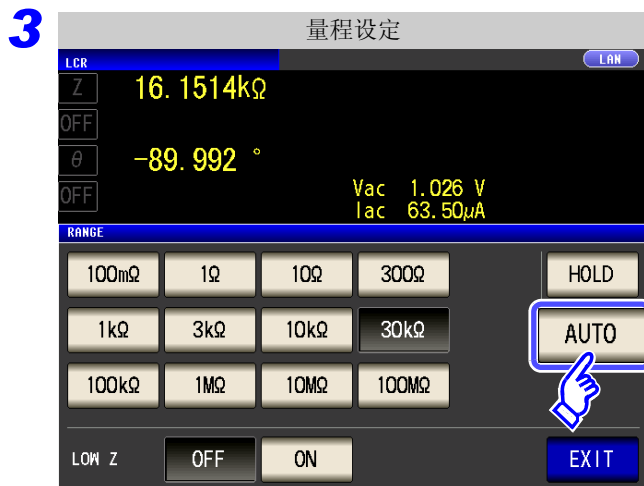 3
量程设定
LCR LAN
Z 16.1514kΩ
OFF
θ -89.992 °
OFF
Vac 1.026 V
Iac 63.50μA
RANGE
100mΩ 1Ω 10Ω 300Ω HOLD
1kΩ 3kΩ 10kΩ 30kΩ AUTO
100kΩ 1MΩ 10MΩ 100MΩ
LOW Z OFF ON EXIT